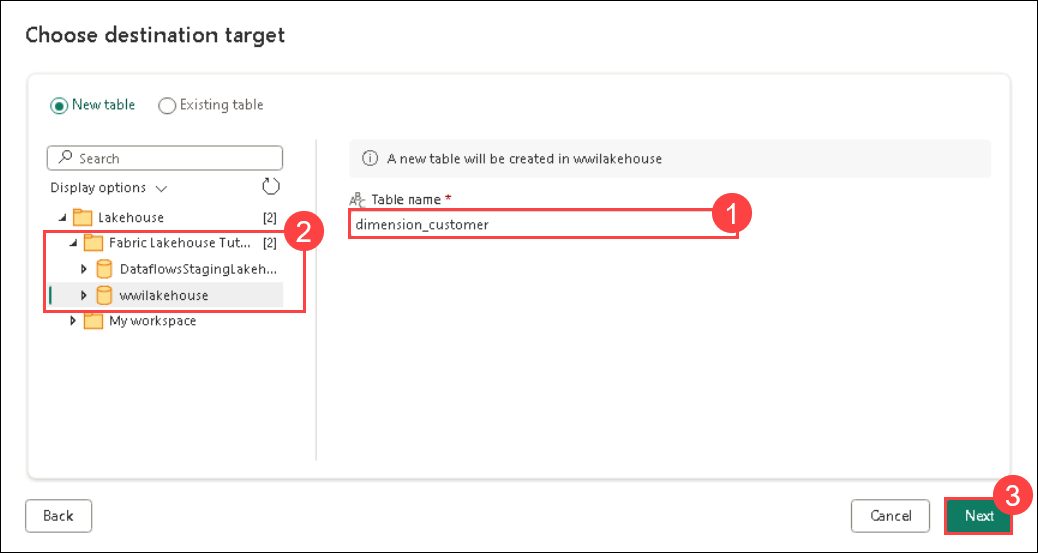 Choose destination target
New table
Existing table
Search
Display options
Lakehouse [2]
Fabric Lakehouse Tut... [2]
DataflowsStagingLakeh...
wwilakehouse
My workspace
A new table will be created in wwilakehouse
ABC Table name *
dimension_customer
1
2
Back
Cancel
Next
3